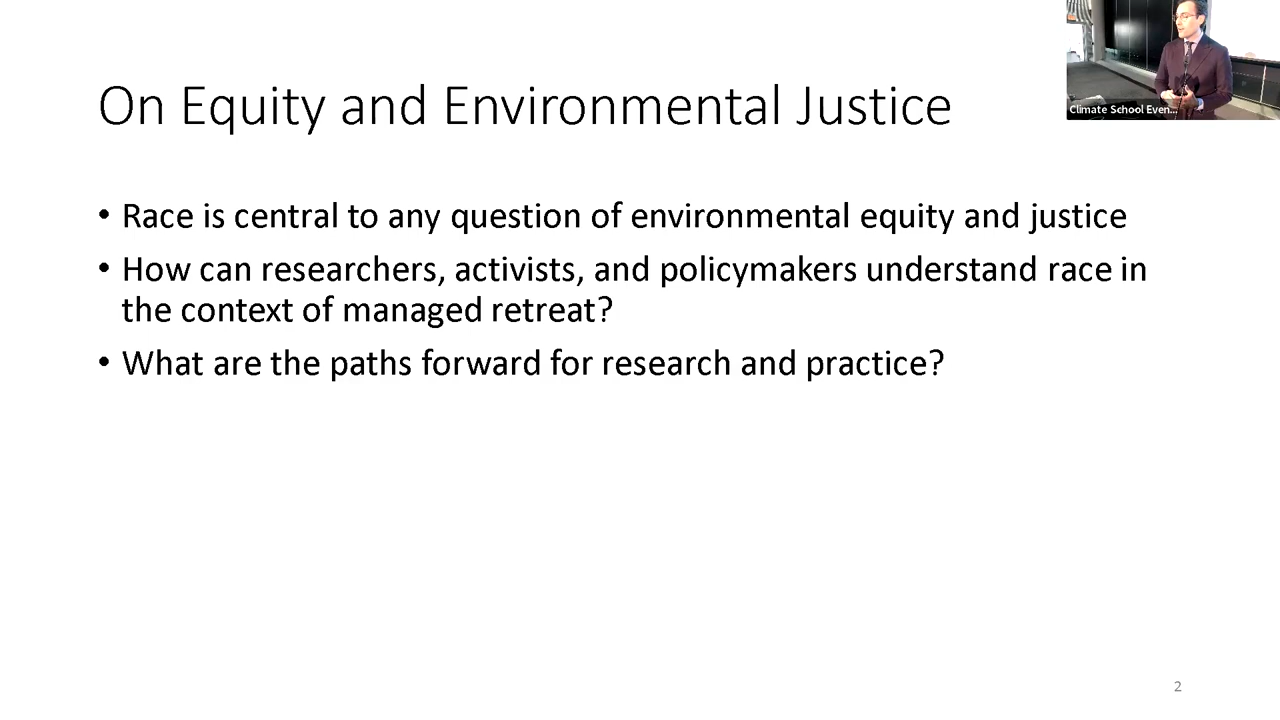 On Equity and Environmental Justice
Climate School Even...
• Race is central to any question of environmental equity and justice
• How can researchers, activists, and policymakers understand race in
the context of managed retreat?
• What are the paths forward for research and practice?
2